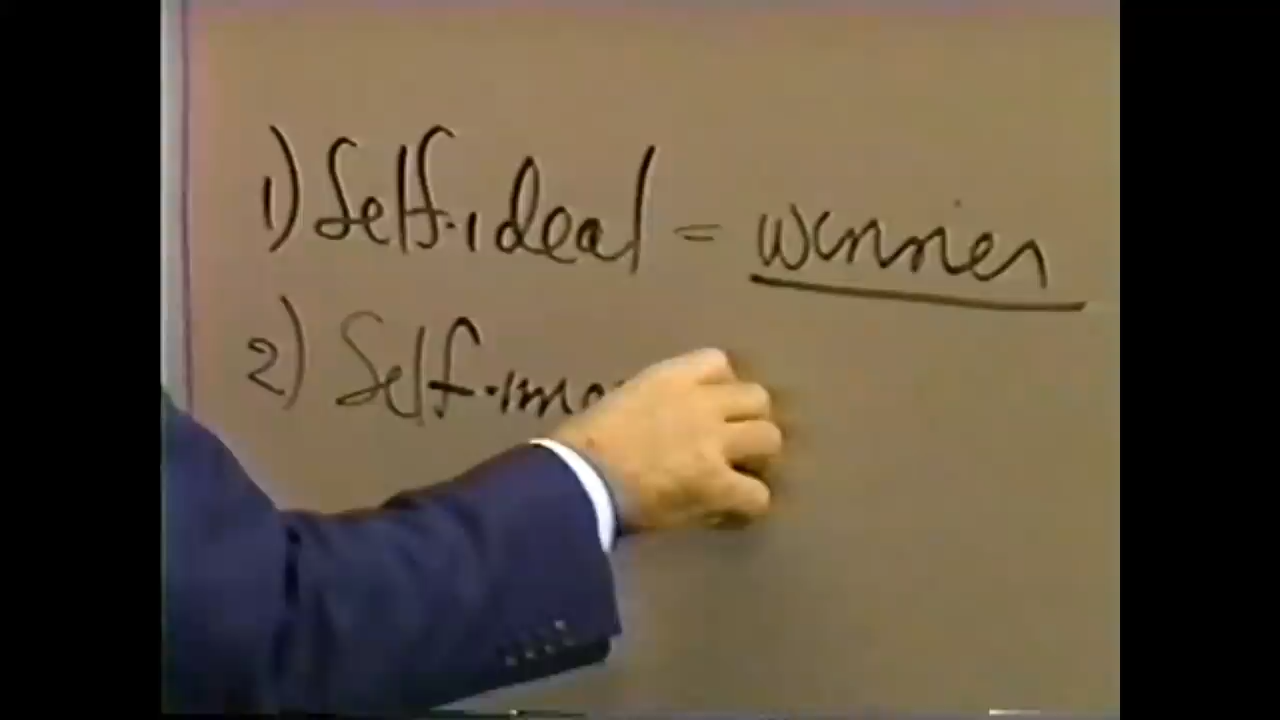 1) Self-ideal = winner
2) Self-ima